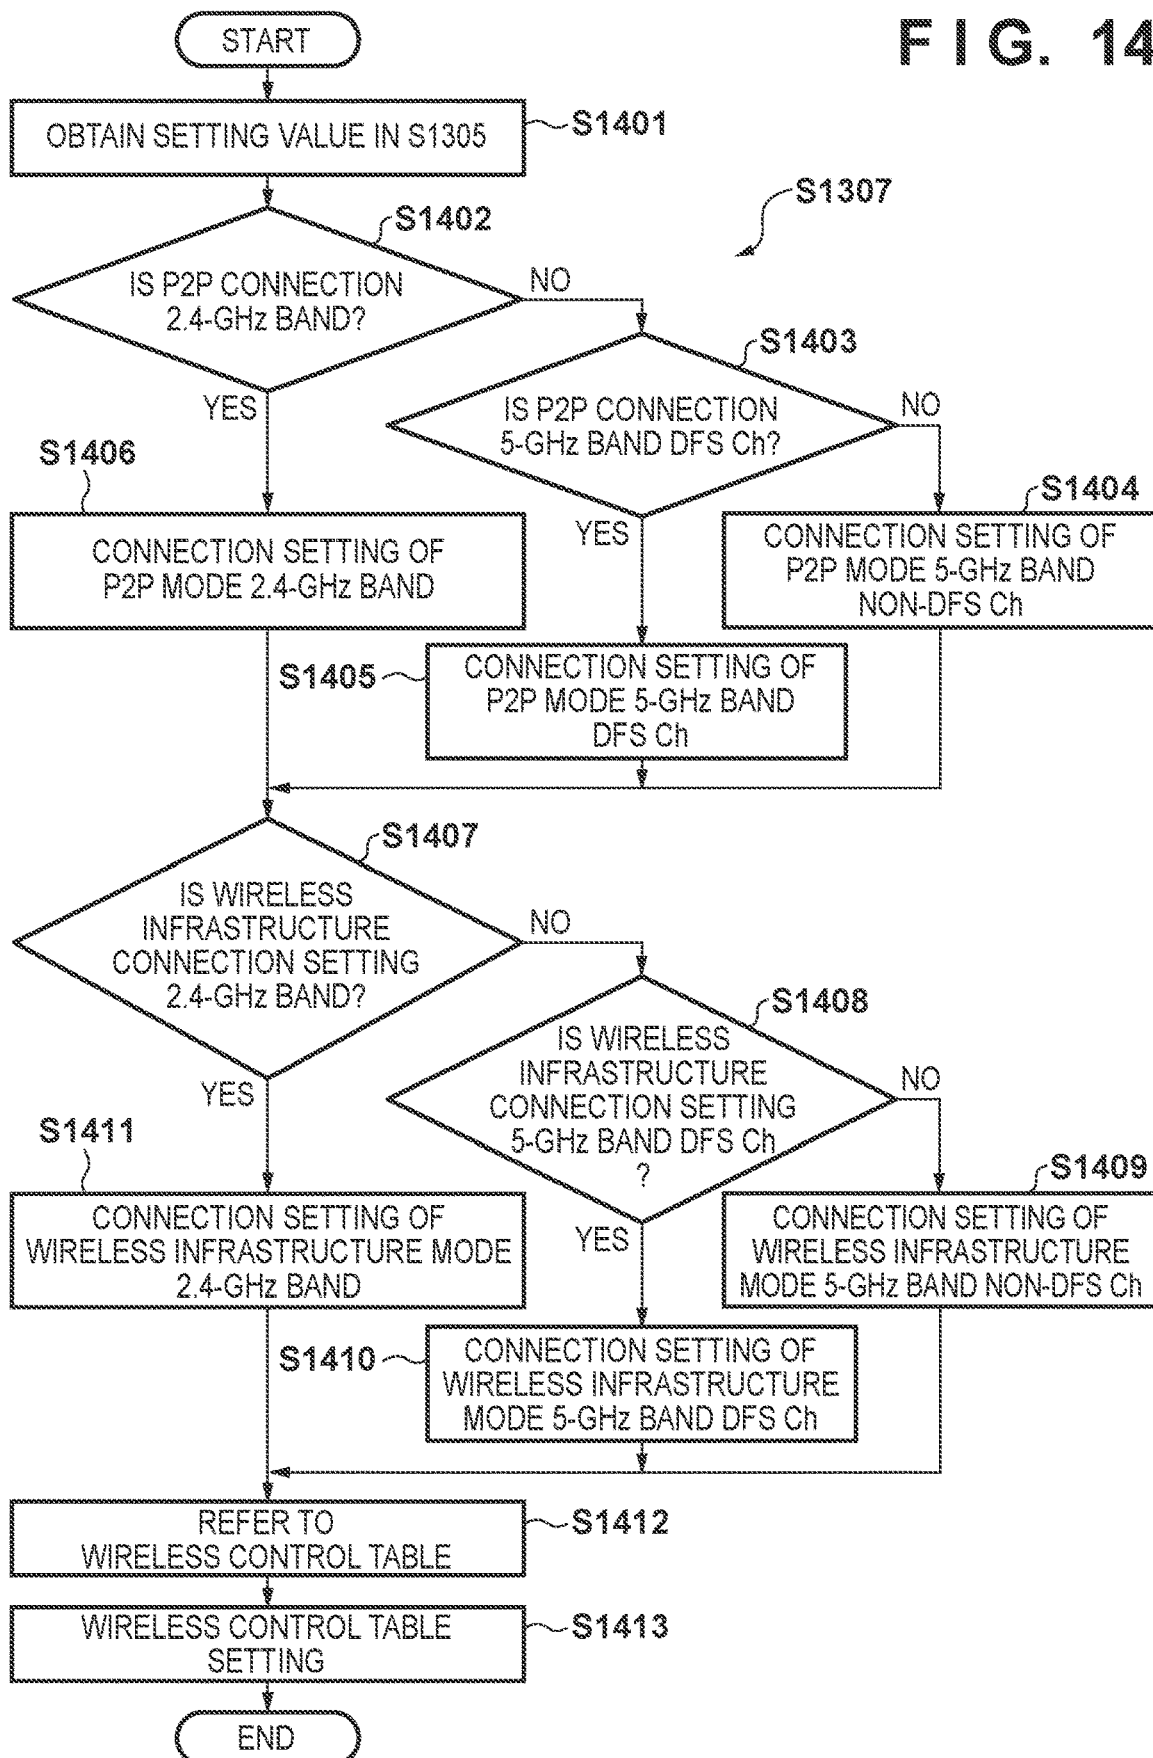 FIG. 14
START
OBTAIN SETTING VALUE IN S1305
S1401
S1307
S1402
IS P2P CONNECTION
2.4-GHz BAND?
NO
YES
S1403
IS P2P CONNECTION
5-GHz BAND DFS Ch?
NO
YES
S1406
CONNECTION SETTING OF
P2P MODE 2.4-GHz BAND
S1404
CONNECTION SETTING OF
P2P MODE 5-GHz BAND
NON-DFS Ch
S1405
CONNECTION SETTING OF
P2P MODE 5-GHz BAND
DFS Ch
S1407
IS WIRELESS
INFRASTRUCTURE
CONNECTION SETTING
2.4-GHz BAND?
NO
YES
S1408
IS WIRELESS
INFRASTRUCTURE
CONNECTION SETTING
5-GHz BAND DFS Ch
?
NO
YES
S1411
CONNECTION SETTING OF
WIRELESS INFRASTRUCTURE MODE
2.4-GHz BAND
S1409
CONNECTION SETTING OF
WIRELESS INFRASTRUCTURE
MODE 5-GHz BAND NON-DFS Ch
S1410
CONNECTION SETTING OF
WIRELESS INFRASTRUCTURE
MODE 5-GHz BAND DFS Ch
REFER TO
WIRELESS CONTROL TABLE
S1412
WIRELESS CONTROL TABLE
SETTING
S1413
END